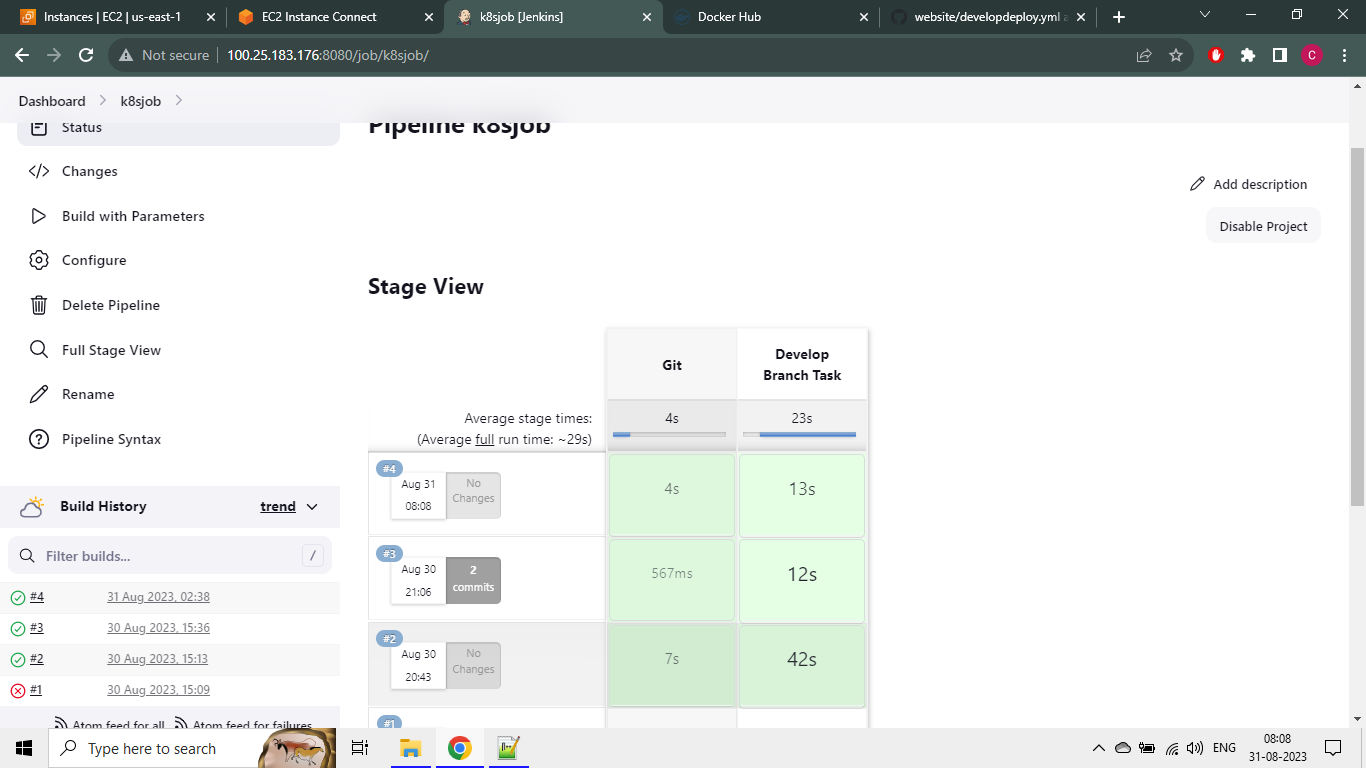 Instances | EC2 | us-east-1
EC2 Instance Connect
k8sjob [Jenkins]
Docker Hub
website/developdeploy.yml a
Not secure
100.25.183.176:8080/job/k8sjob/
C
Dashboard
k8sjob
Status
Changes
Build with Parameters
Configure
Delete Pipeline
Full Stage View
Rename
Pipeline Syntax
Build History
trend
Filter builds...
/
#4
31 Aug 2023, 02:38
#3
30 Aug 2023, 15:36
#2
30 Aug 2023, 15:13
#1
30 Aug 2023, 15:09
Atom feed for all
Atom feed for failures
Pipeline k8sjob
Add description
Disable Project
Stage View
Git
Develop
Branch Task
Average stage times:
(Average full run time: ~29s)
4s
23s
#4
Aug 31
08:08
No
Changes
4s
13s
#3
Aug 30
21:06
2
commits
567ms
12s
#2
Aug 30
20:43
No
Changes
7s
42s
#1
Type here to search
ENG
08:08
31-08-2023